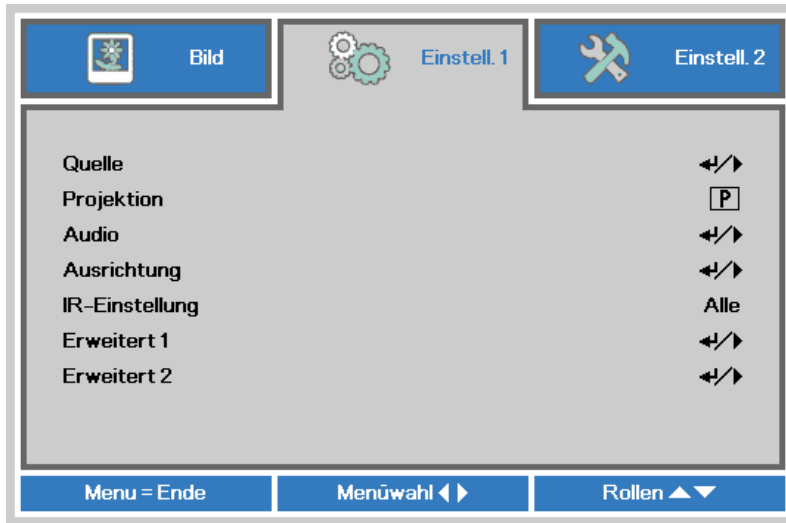 Bild Einstell. 1 Einstell. 2
Quelle
Projektion P
Audio
Ausrichtung
IR-Einstellung Alle
Erweitert 1
Erweitert 2
Menu = Ende Menūwahl Rollen